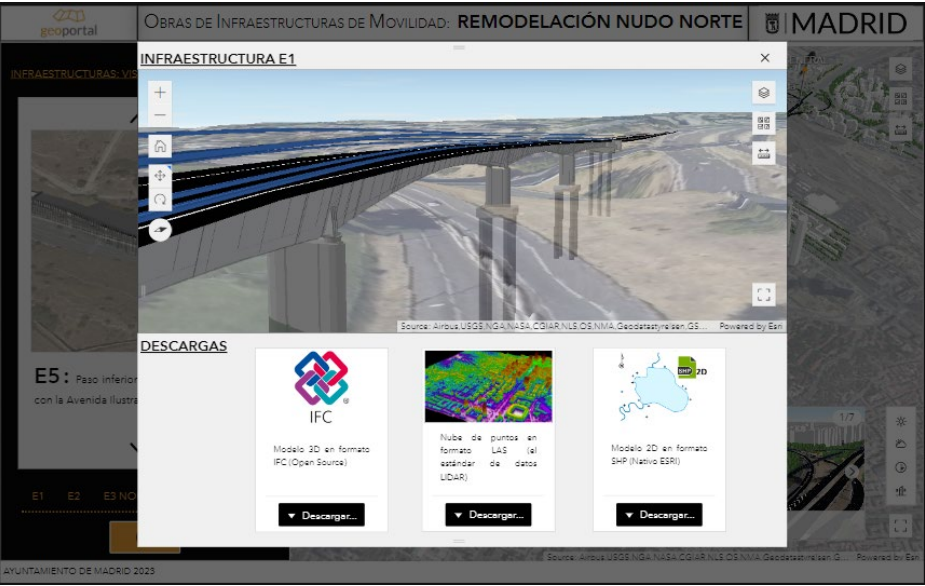 geoportal
OBRAS DE INFRAESTRUCTURAS DE MOVILIDAD: REMODELACIÓN NUDO NORTE
MADRID
INFRAESTRUCTURAS: VIS
INFRAESTRUCTURA E1
Source: Airbus,USGS,NGA,NASA,CGIAR,NLS,OS,NMA,Geodatastyrelsen,GS...
Powered by Esri
E5: Paso inferior
con la Avenida Ilustra
E1 E2 E3 NO
DESCARGAS
IFC
Modelo 3D en formato
IFC (Open Source)
Descargar...
Nube de puntos en
formato LAS (el
estándar de datos
LIDAR)
Descargar...
SHP 2D
Modelo 2D en formato
SHP (Nativo ESRI)
Descargar...
1/7
Source: Airbus,USGS,NGA,NASA,CGIAR,NLS,OS,NMA,Geodatastyrelsen,G...
Powered by Esri
AYUNTAMIENTO DE MADRID 2023